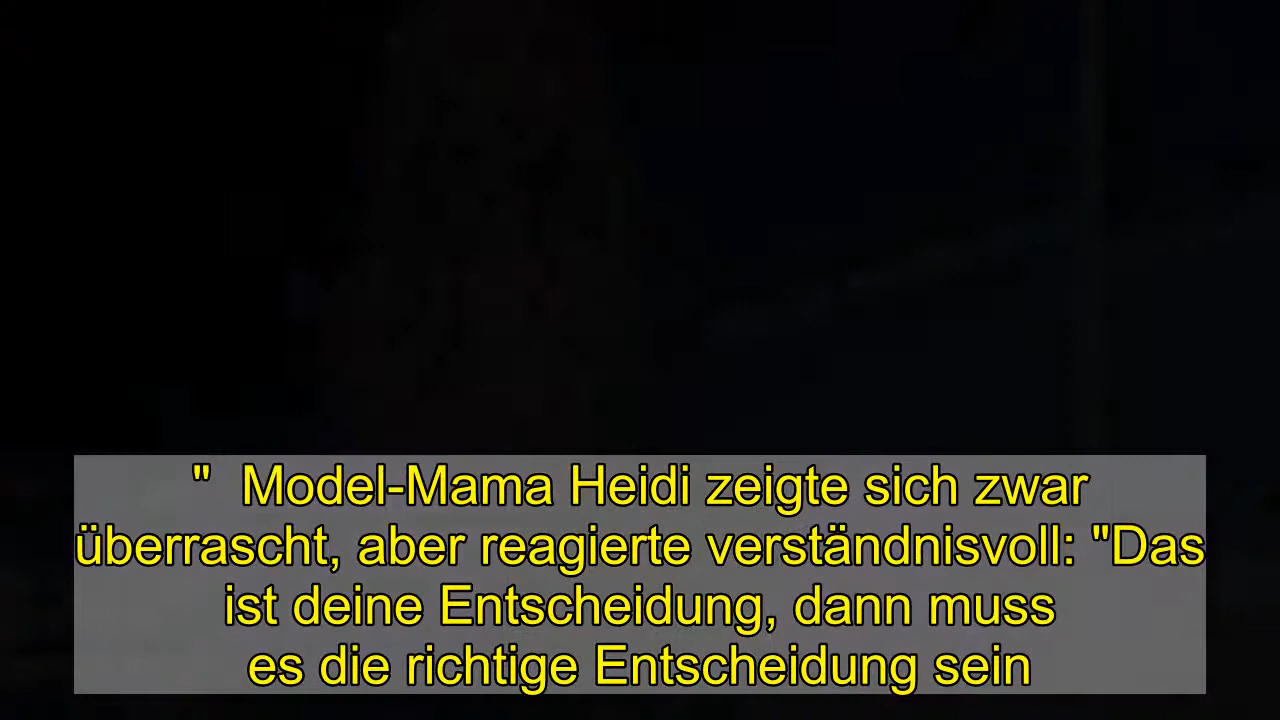 "  Model-Mama Heidi zeigte sich zwar
überrascht, aber reagierte verständnisvoll: "Das
ist deine Entscheidung, dann muss
es die richtige Entscheidung sein